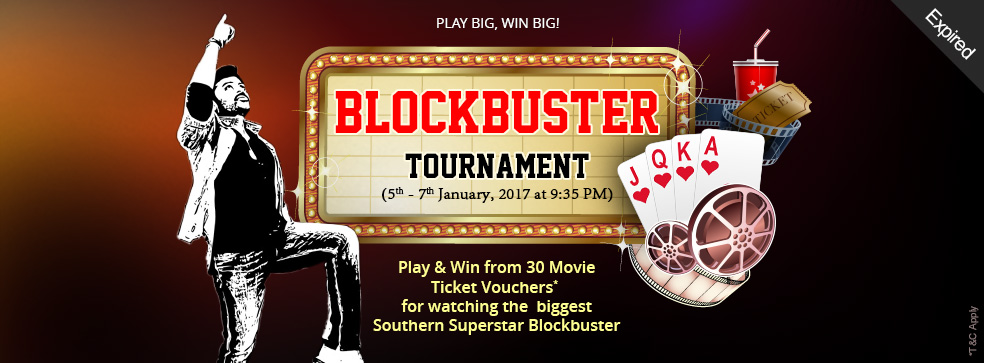 PLAY BIG, WIN BIG!
Expired
BLOCKBUSTER
TOURNAMENT
(5th - 7th January, 2017 at 9:35 PM)
TICKET
J Q K A
Play & Win from 30 Movie
Ticket Vouchers*
for watching the biggest
Southern Superstar Blockbuster
*T&C Apply